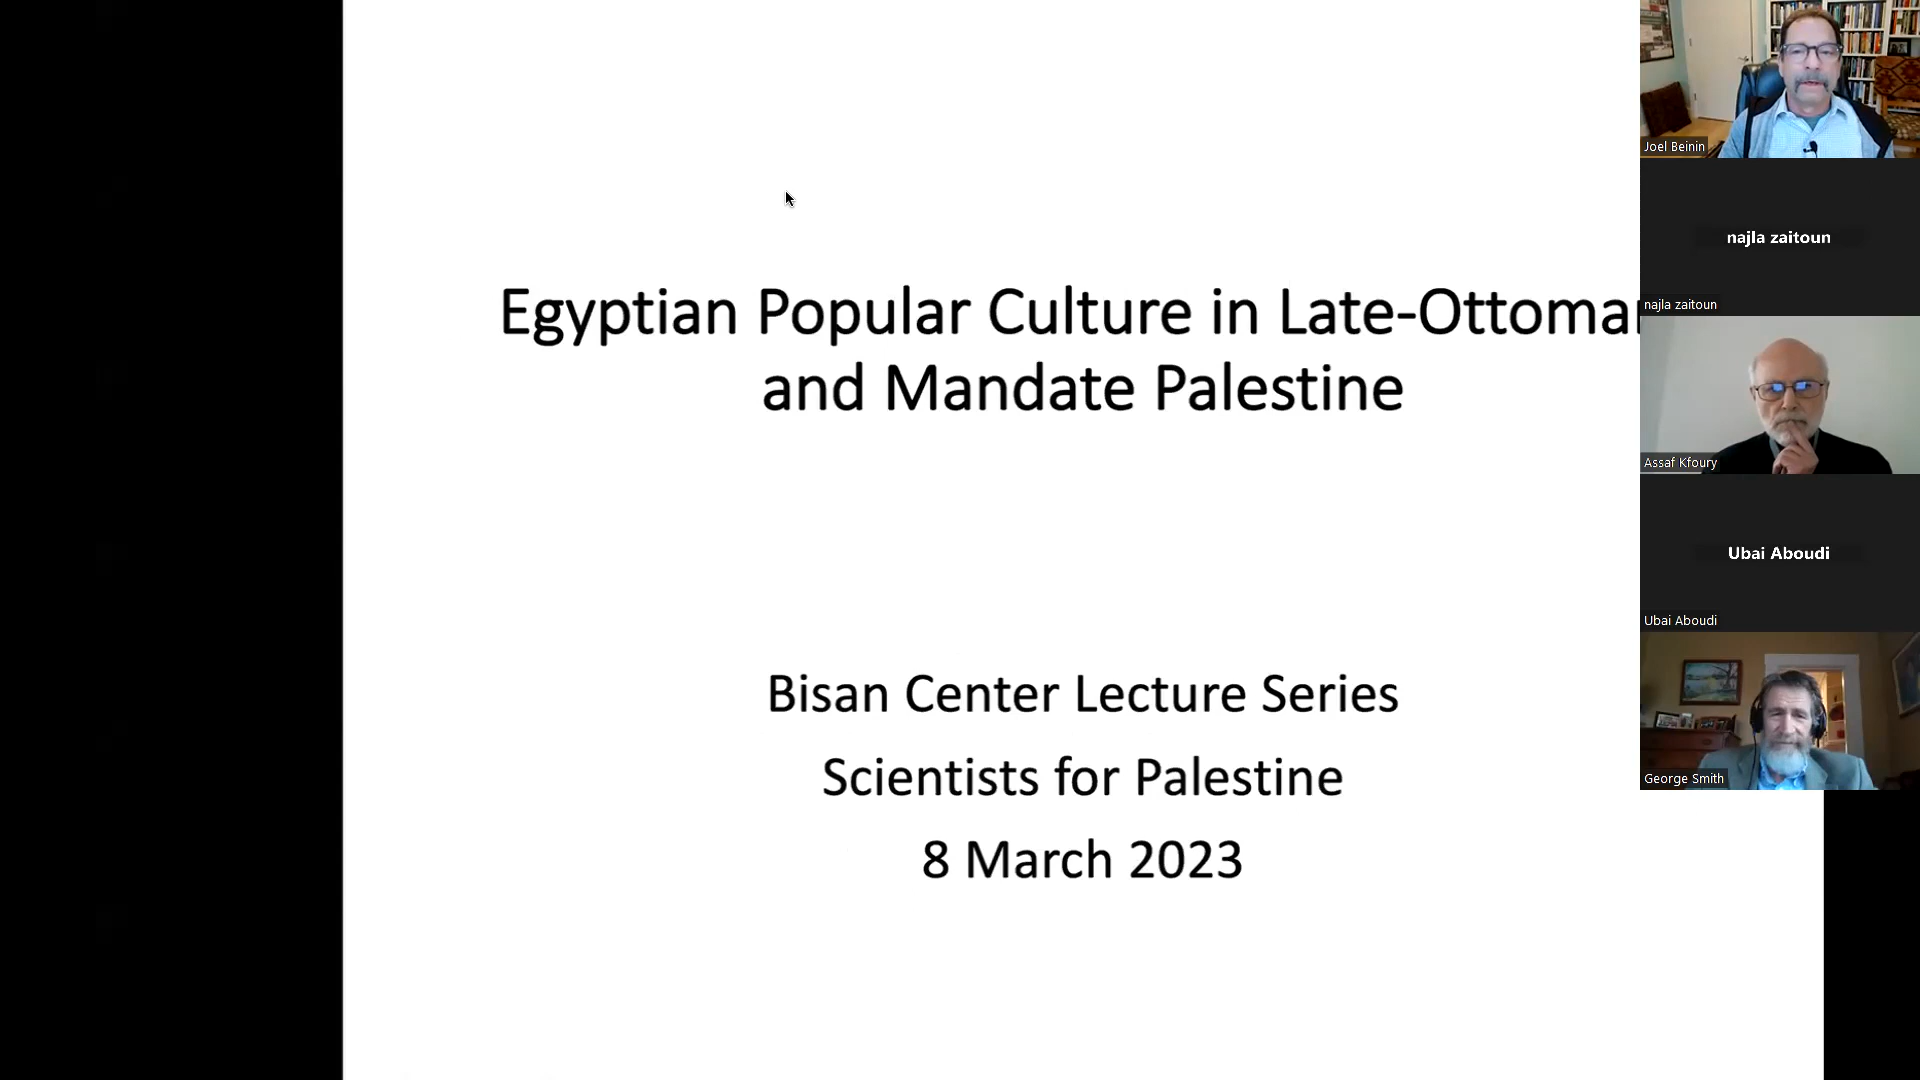 Egyptian Popular Culture in Late-Ottoman
and Mandate Palestine
Bisan Center Lecture Series
Scientists for Palestine
8 March 2023
Joel Beinin
najla zaitoun
najla zaitoun
Assaf Kfoury
Ubai Aboudi
Ubai Aboudi
George Smith